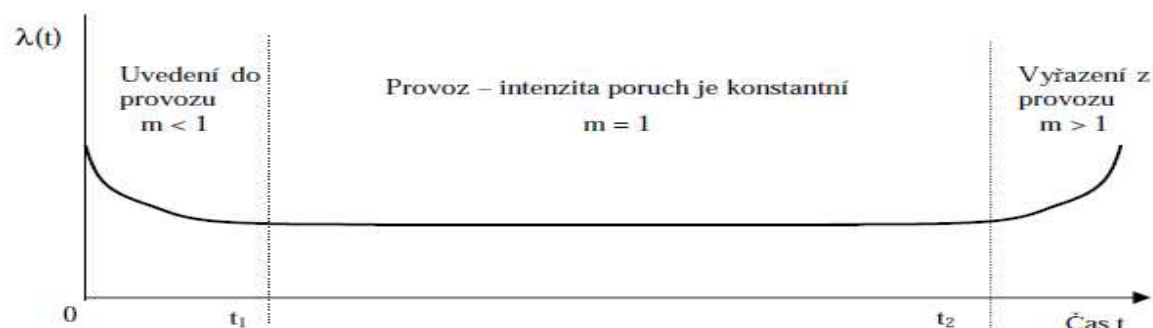 λ(t)
Uvedení do
provozu
m < 1
Provoz – intenzita poruch je konstantní
m = 1
Vyřazení z
provozu
m > 1
0
t₁
t₂
Čas t